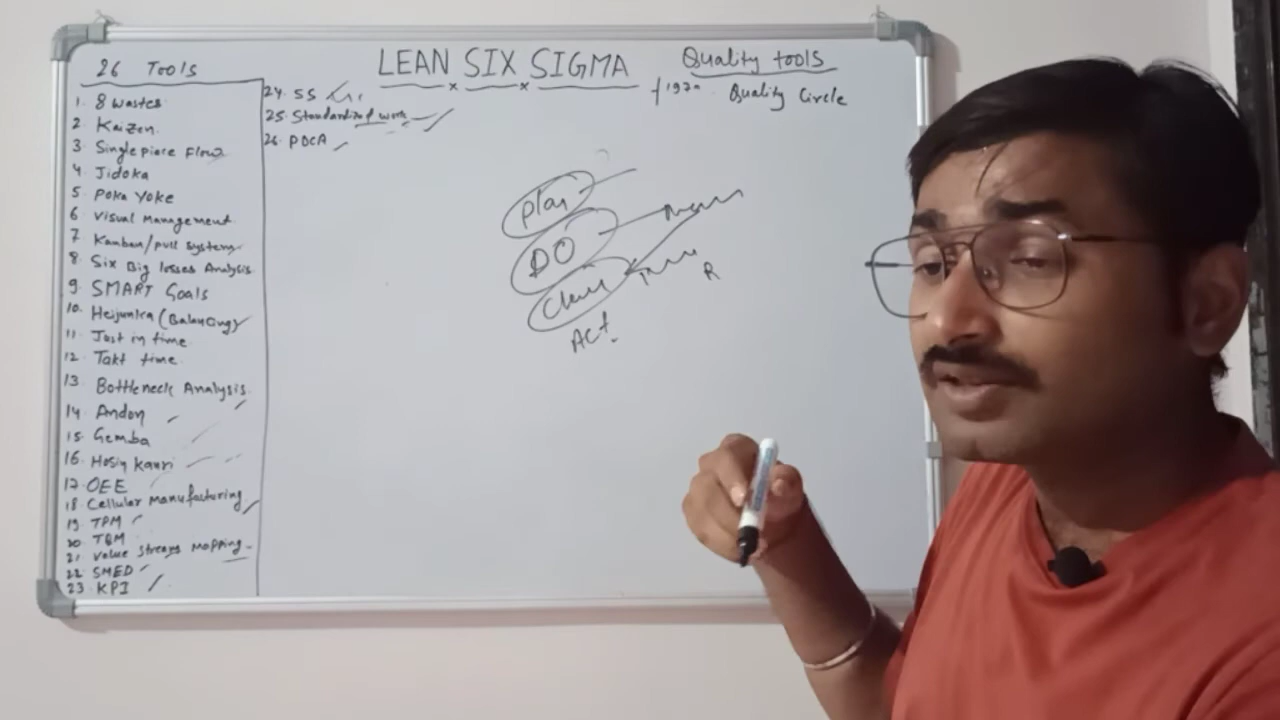 LEAN SIX SIGMA
Quality tools
1970 Quality Circle
26 Tools
1. 8 wastes
2. Kaizen
3. Single piece Flow
4. Jidoka
5. Poka Yoke
6. Visual Management
7. Kanban/pull system
8. Six Big losses Analysis
9. SMART Goals
10. Heijunka (Balancing)
11. Just in time
12. Takt time
13. Bottleneck Analysis
14. Andon
15. Gemba
16. Hosin Kanri
17. OEE
18. Cellular Manufacturing
19. TPM
20. TQM
21. Value stream Mapping
22. SMED
23. KPI
24. 5S
25. Standardized work
26. PDCA
Plan
DO
Act
R